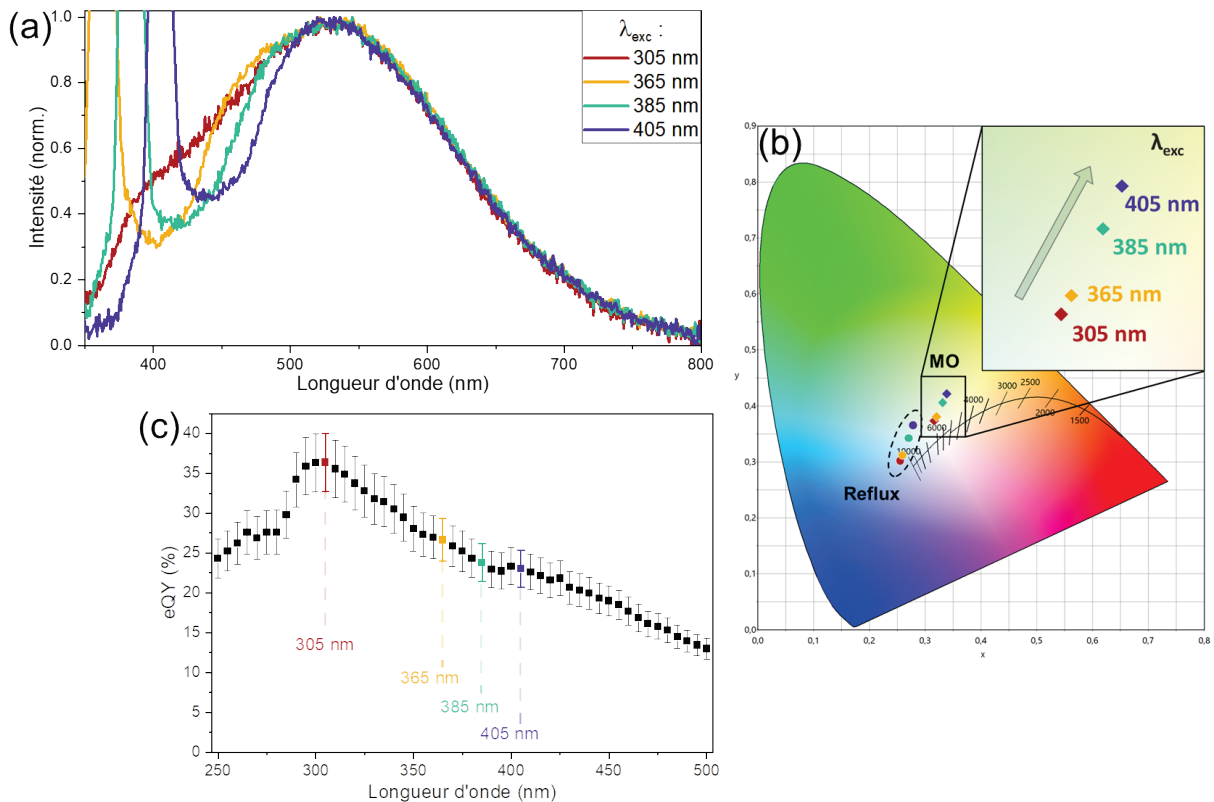 (a)
1.0
0.8
0.6
0.4
0.2
0.0
Intensité (norm.)
400
500
600
700
800
Longueur d'onde (nm)
λexc :
305 nm
365 nm
385 nm
405 nm
(b)
0,9
0,8
0,7
0,6
0,5
0,4
0,3
0,2
0,1
0,0
y
0,0
0,1
0,2
0,3
0,4
0,5
0,6
0,7
0,8
x
λexc
405 nm
385 nm
365 nm
305 nm
MO
Reflux
10000
6000
4000
3000
2500
2000
1500
(c)
40
35
30
25
20
15
10
5
0
eQY (%)
305 nm
365 nm
385 nm
405 nm
250
300
350
400
450
500
Longueur d'onde (nm)